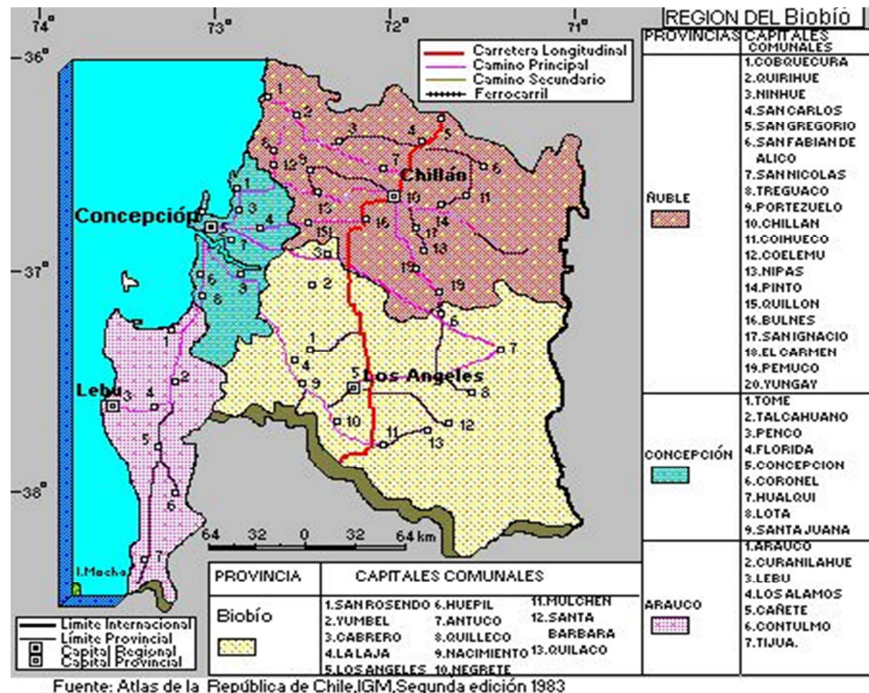 74°
73°
72°
71°
REGION DEL Biobío
36°
37°
38°
Carretera Longitudinal
Camino Principal
Camino Secundario
Ferrocarril
Chillán
Concepción
Los Angeles
Lebu
I.Mocha
64 32 0 32 64 km
PROVINCIAS
CAPITALES COMUNALES
ÑUBLE
1.COBQUECURA
2.QUIRIHUE
3.NINHUE
4.SAN CARLOS
5.SAN GREGORIO
6.SAN FABIAN DE
ALICO
7.SAN NICOLAS
8.TREGUACO
9.PORTEZUELO
10.CHILLAN
11.COIHUECO
12.COELEMU
13.NIPAS
14.PINTO
15.QUILLON
16.BULNES
17.SAN IGNACIO
18.EL CARMEN
19.PEMUCO
20.YUNGAY
CONCEPCIÓN
1.TOME
2.TALCAHUANO
3.PENCO
4.FLORIDA
5.CONCEPCION
6.CORONEL
7.HUALQUI
8.LOTA
9.SANTA JUANA
ARAUCO
1.ARAUCO
2.CURANILAHUE
3.LEBU
4.LOS ALAMOS
5.CAÑETE
6.CONTULMO
7.TIJUA.
PROVINCIA
CAPITALES COMUNALES
Biobío
1.SAN ROSENDO
2.YUMBEL
3.CABRERO
4.LA LAJA
5.LOS ANGELES
6.HUEPIL
7.ANTUCO
8.QUILLECO
9.NACIMIENTO
10.NEGRETE
11.MULCHEN
12.SANTA
BARBARA
13.QUILACO
Límite Internacional
Límite Provincial
Capital Regional
Capital Provincial
Fuente: Atlas de la República de Chile,IGM,Segunda edición 1983